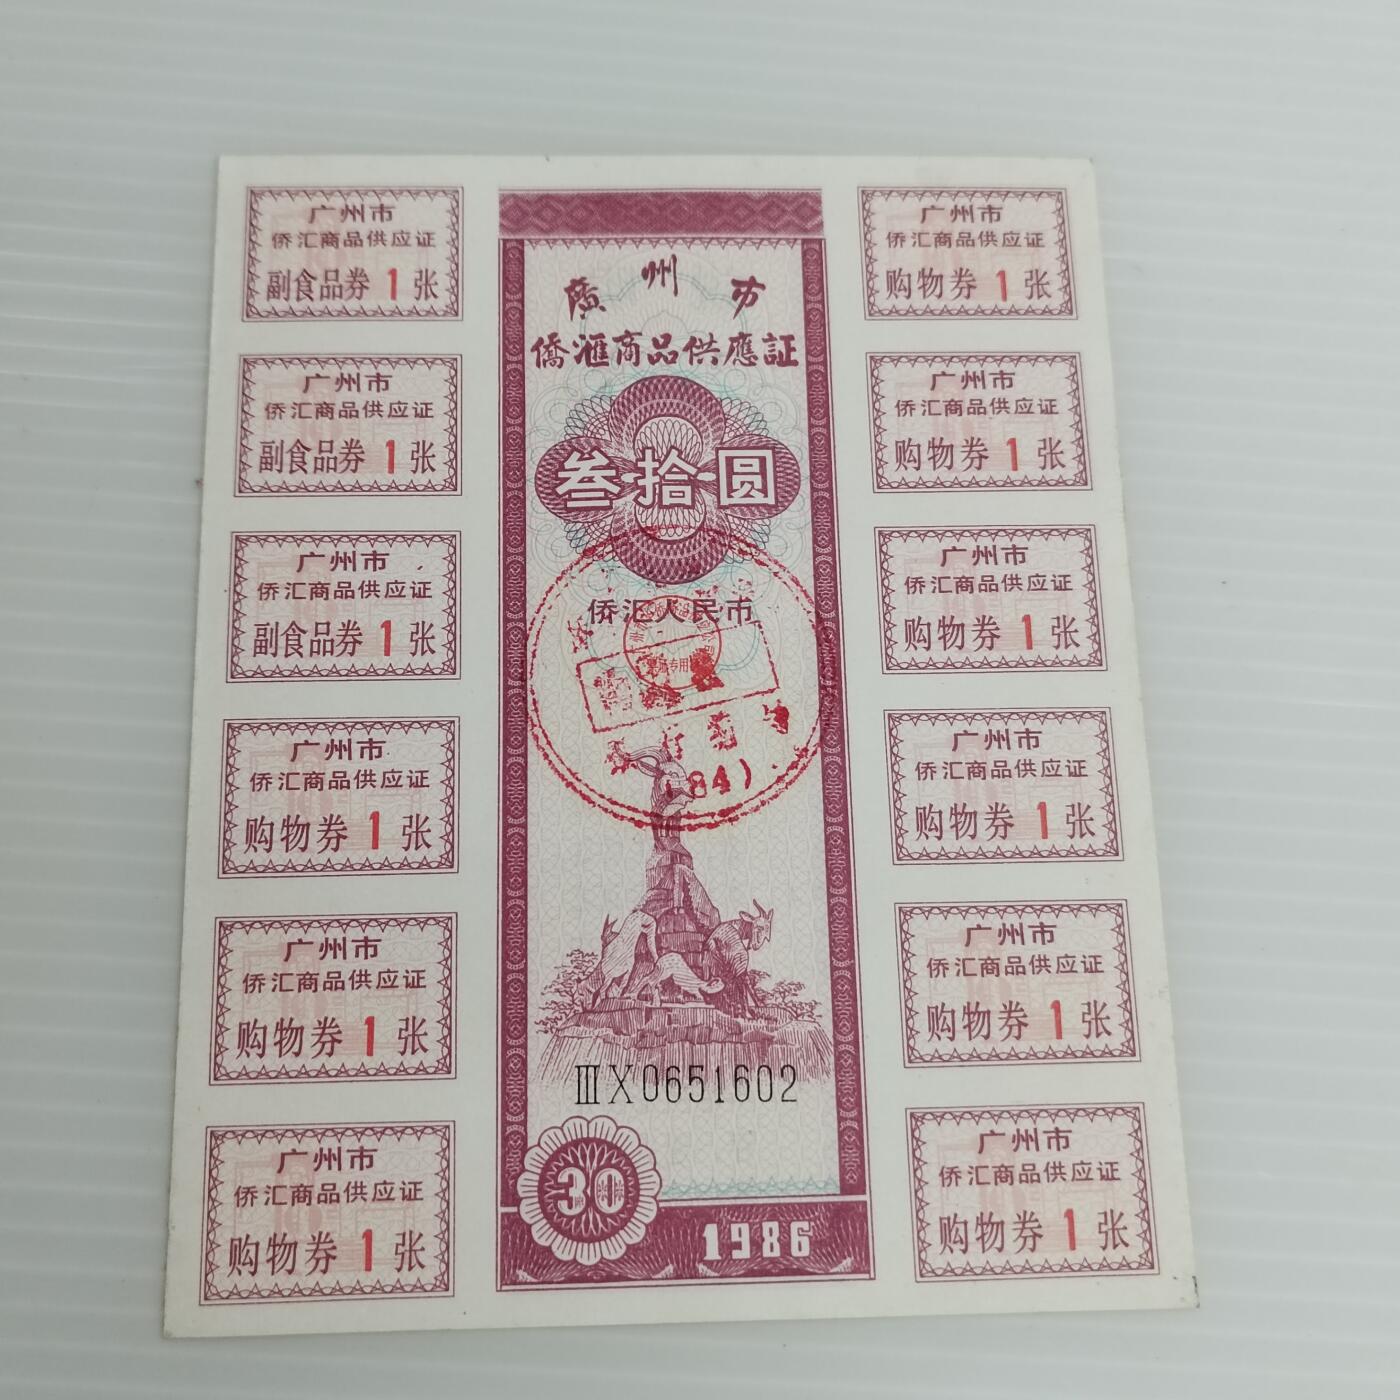 广州市
侨汇商品供应证
副食品券 1 张
广州市
侨汇商品供应证
副食品券 1 张
广州市
侨汇商品供应证
副食品券 1 张
广州市
侨汇商品供应证
购物券 1 张
广州市
侨汇商品供应证
购物券 1 张
广州市
侨汇商品供应证
购物券 1 张
廣州市
僑滙商品供應証
叁拾圆
侨汇人民币
专用
(84)
ⅢX0651602
30
1986
广州市
侨汇商品供应证
购物券 1 张
广州市
侨汇商品供应证
购物券 1 张
广州市
侨汇商品供应证
购物券 1 张
广州市
侨汇商品供应证
购物券 1 张
广州市
侨汇商品供应证
购物券 1 张
广州市
侨汇商品供应证
购物券 1 张